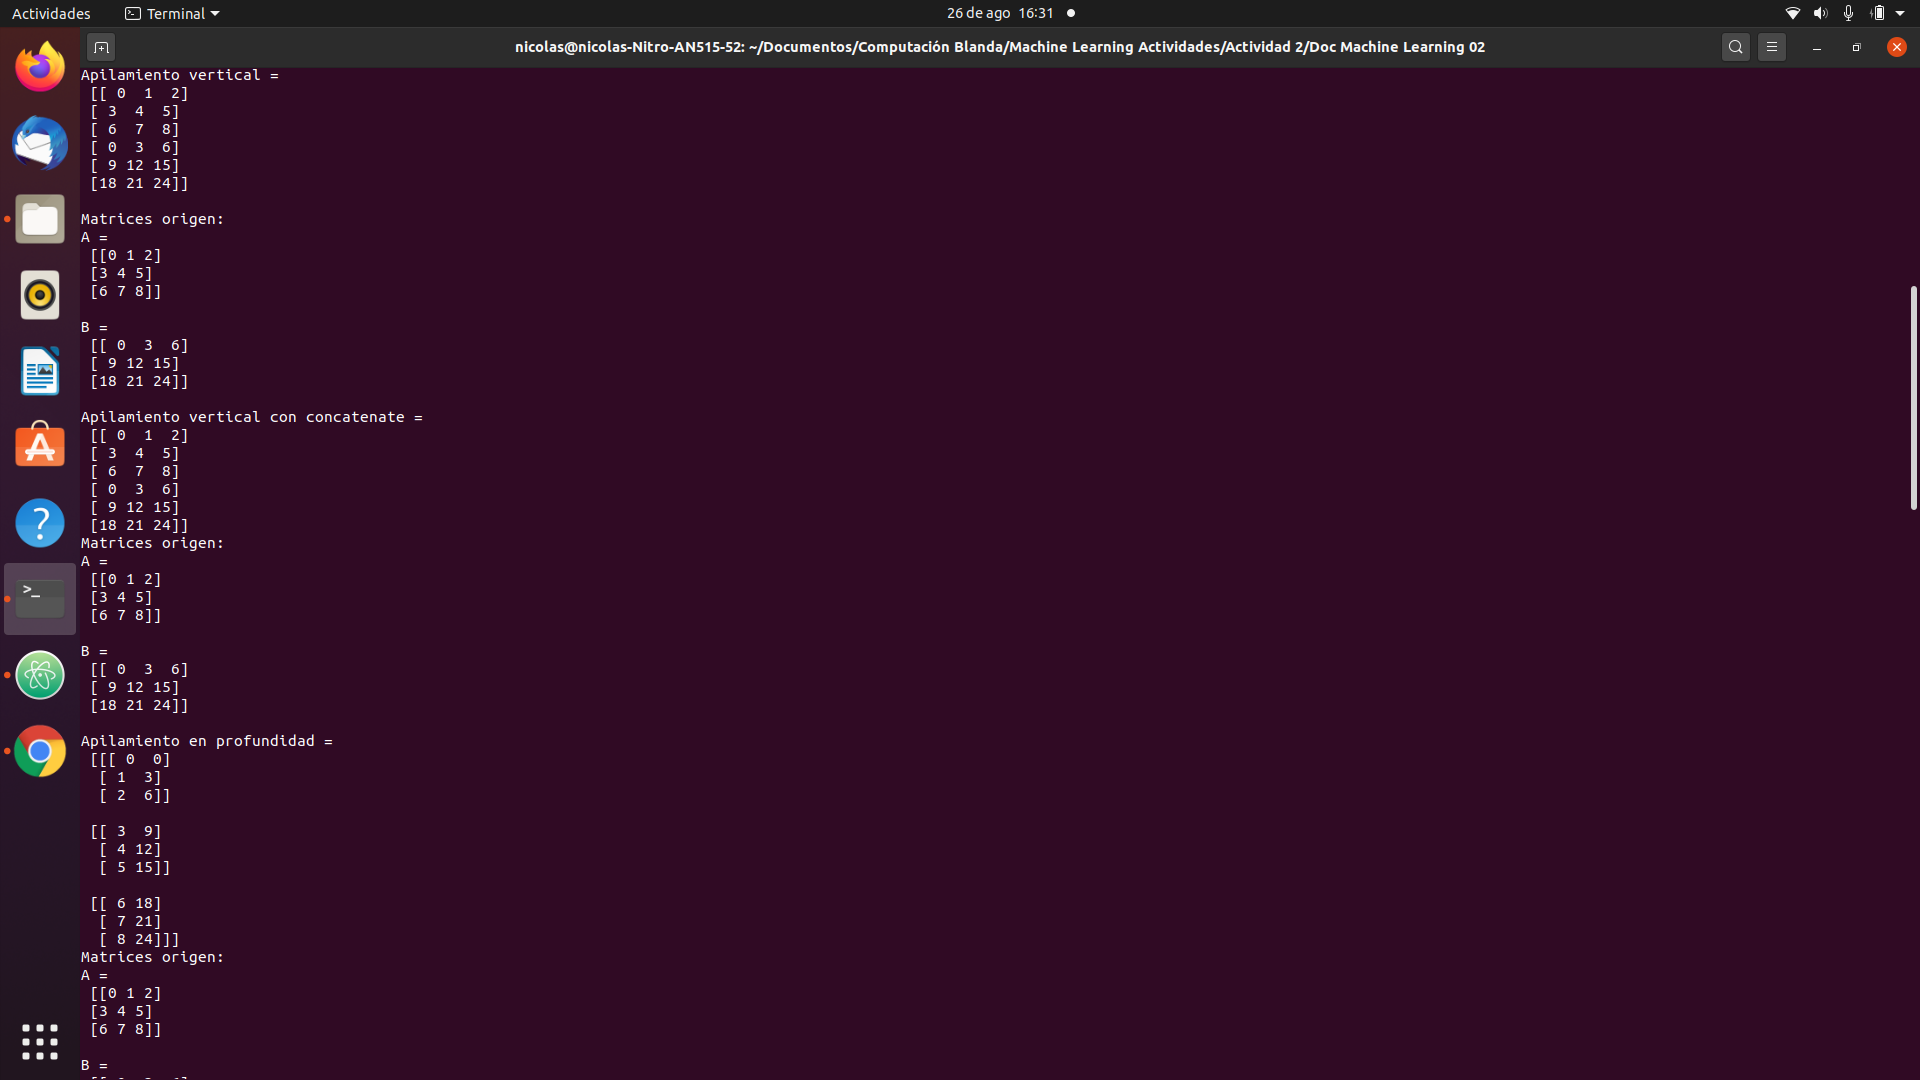 Actividades
Terminal
26 de ago 16:31
nicolas@nicolas-Nitro-AN515-52: ~/Documentos/Computación Blanda/Machine Learning Actividades/Actividad 2/Doc Machine Learning 02
Apilamiento vertical =
[[ 0  1  2]
[ 3  4  5]
[ 6  7  8]
[ 0  3  6]
[ 9 12 15]
[18 21 24]]
Matrices origen:
A =
[[0 1 2]
[3 4 5]
[6 7 8]]
B =
[[ 0  3  6]
[ 9 12 15]
[18 21 24]]
Apilamiento vertical con concatenate =
[[ 0  1  2]
[ 3  4  5]
[ 6  7  8]
[ 0  3  6]
[ 9 12 15]
[18 21 24]]
Matrices origen:
A =
[[0 1 2]
[3 4 5]
[6 7 8]]
B =
[[ 0  3  6]
[ 9 12 15]
[18 21 24]]
Apilamiento en profundidad =
[[[ 0  0]
[ 1  3]
[ 2  6]]
[[ 3  9]
[ 4 12]
[ 5 15]]
[[ 6 18]
[ 7 21]
[ 8 24]]]
Matrices origen:
A =
[[0 1 2]
[3 4 5]
[6 7 8]]
B =